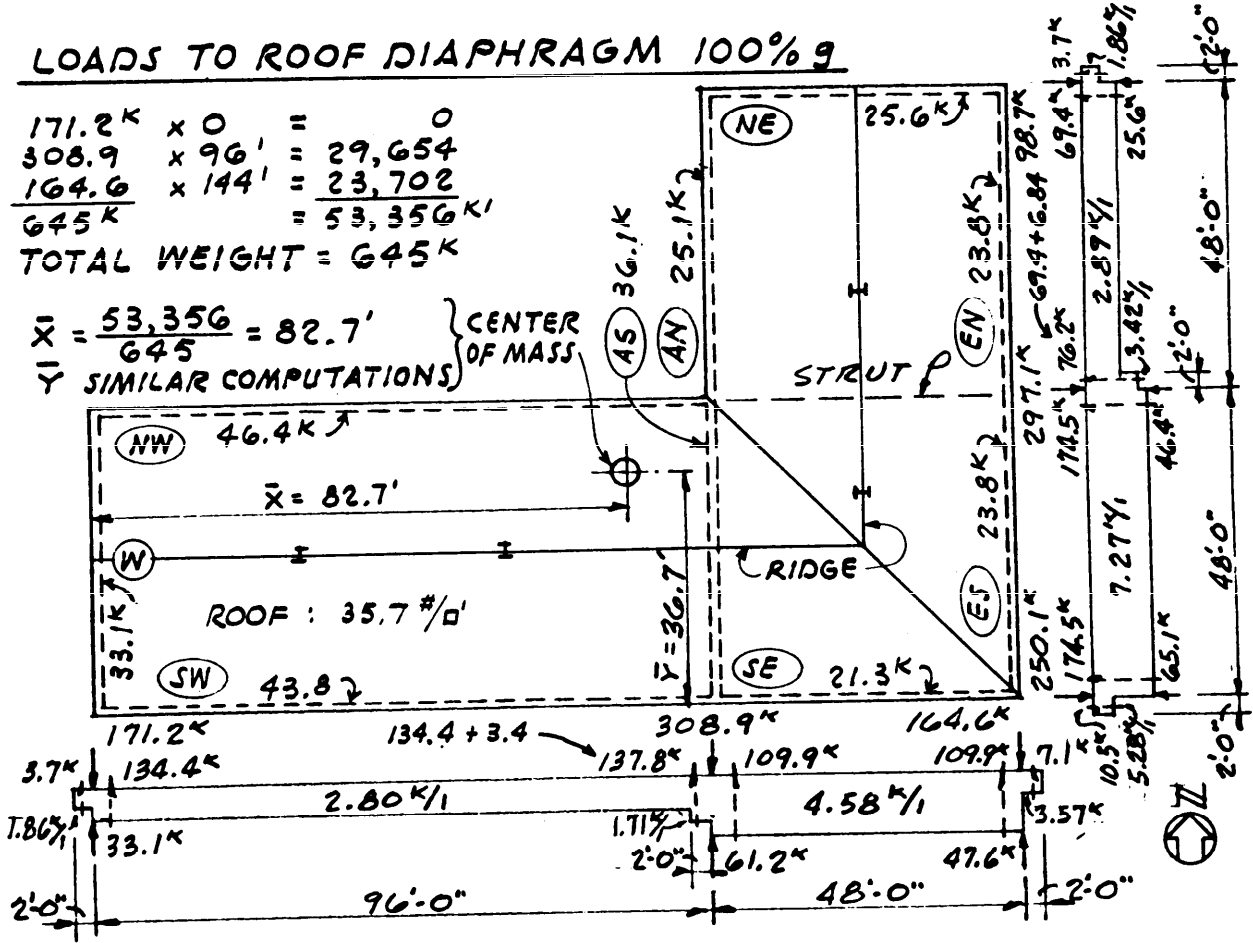 LOADS TO ROOF DIAPHRAGM 100% g
171.2ᴷ × 0 = 0
308.9 × 96' = 29,654
164.6 × 144' = 23,702
645ᴷ = 53,356ᴷ'
TOTAL WEIGHT = 645ᴷ
X̄ = 53,356 / 645 = 82.7'
Ȳ SIMILAR COMPUTATIONS
CENTER
OF MASS
AS 36.1K
AN 25.1K
NE
25.6K
EN 23.8K
STRUT
NW
46.4K
X̄ = 82.7'
W
33.1K
ROOF : 35.7 #/□'
SW
43.8
Ȳ = 36.7'
RIDGE
23.8K
ES
SE
21.3K
98.7K
297.1K
69.4+6.84
250.1K
3.7K
1.86K/1
2'-0"
69.4K
25.6K
2.89K/1
48'-0"
76.2K
3.42K/1
2'-0"
174.5K
46.4K
7.27K/1
48'-0"
174.5K
65.1K
10.5K
5.28K/1
2'-0"
171.2K
134.4 + 3.4
308.9K
164.6K
3.7K
134.4K
137.8K
109.9K
109.9K
7.1K
2.80K/1
4.58K/1
1.86K/1
33.1K
1.71K/1
61.2K
47.6K
3.57K
2'-0"
2'-0"
96'-0"
48'-0"
2'-0"
N